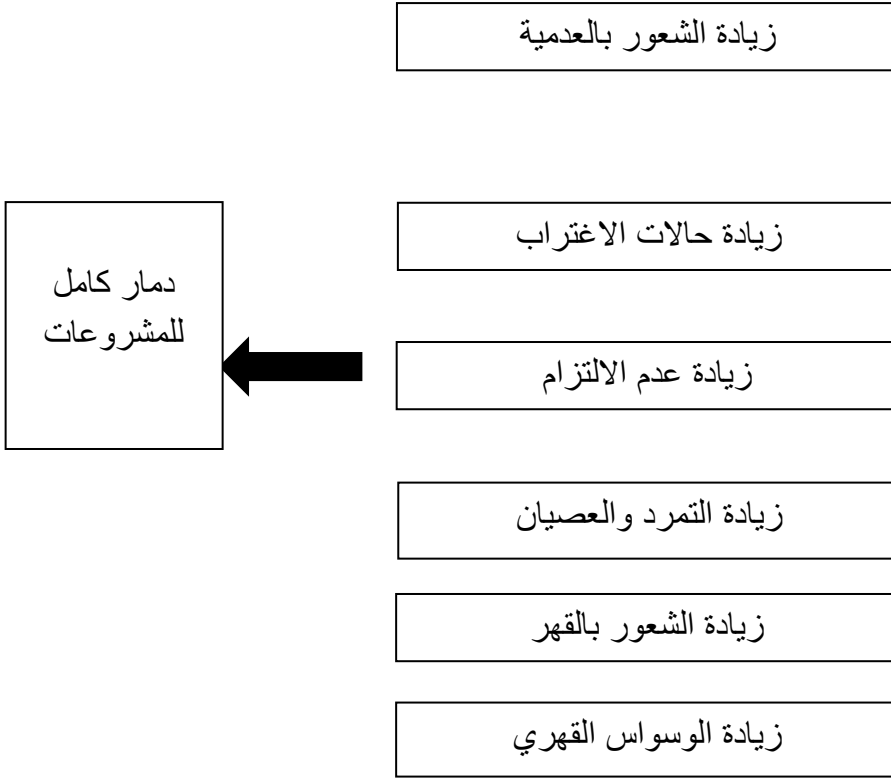 زيادة الشعور بالعدمية
زيادة حالات الاغتراب
زيادة عدم الالتزام
زيادة التمرد والعصيان
زيادة الشعور بالقهر
زيادة الوسواس القهري
دمار كامل
للمشروعات